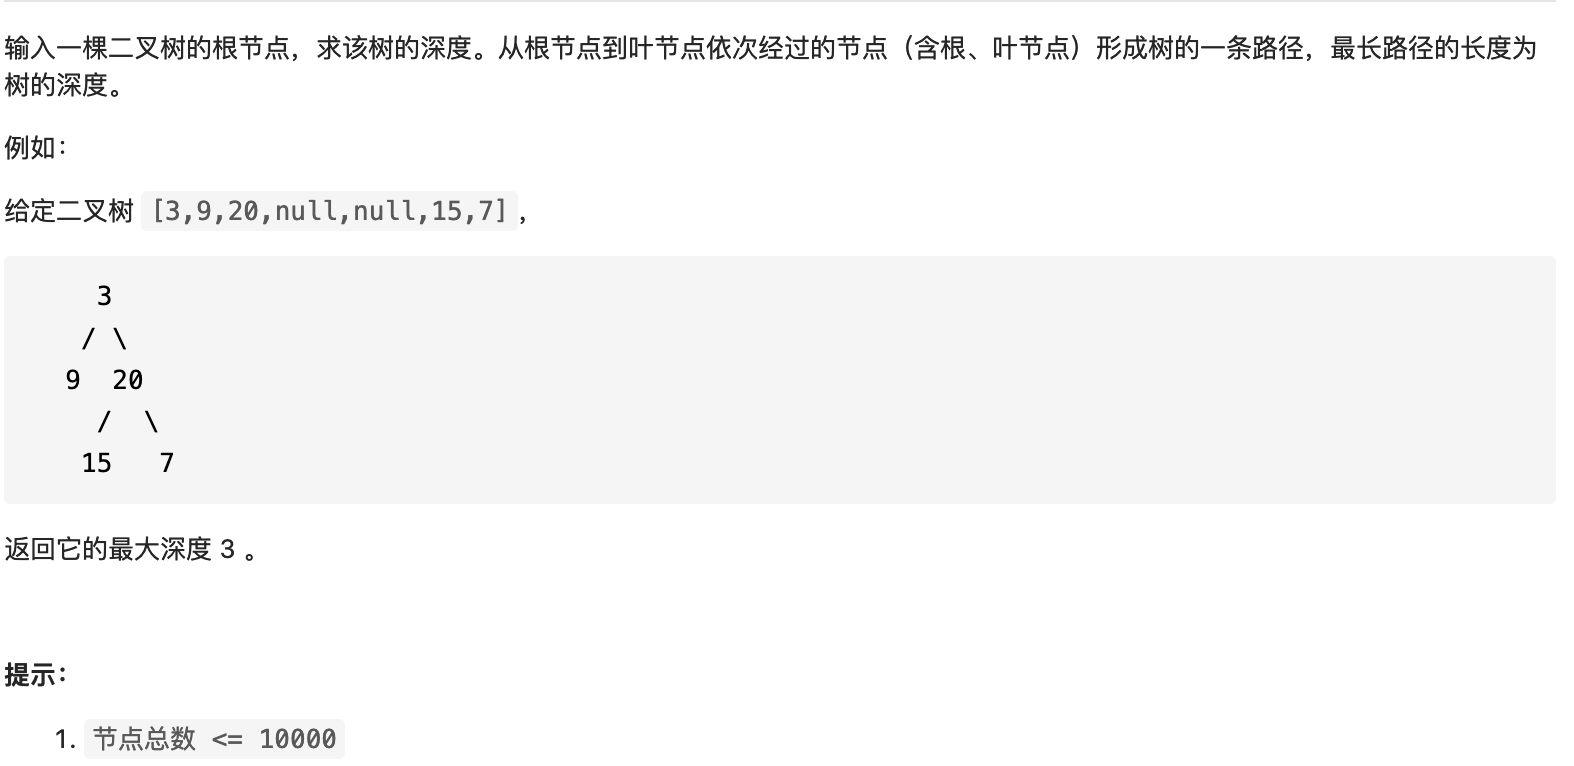 输入一棵二叉树的根节点，求该树的深度。从根节点到叶节点依次经过的节点（含根、叶节点）形成树的一条路径，最长路径的长度为
树的深度。
例如：
给定二叉树 [3,9,20,null,null,15,7]，
3
/ \
9  20
/  \
15   7
返回它的最大深度 3 。
提示：
1. 节点总数 <= 10000